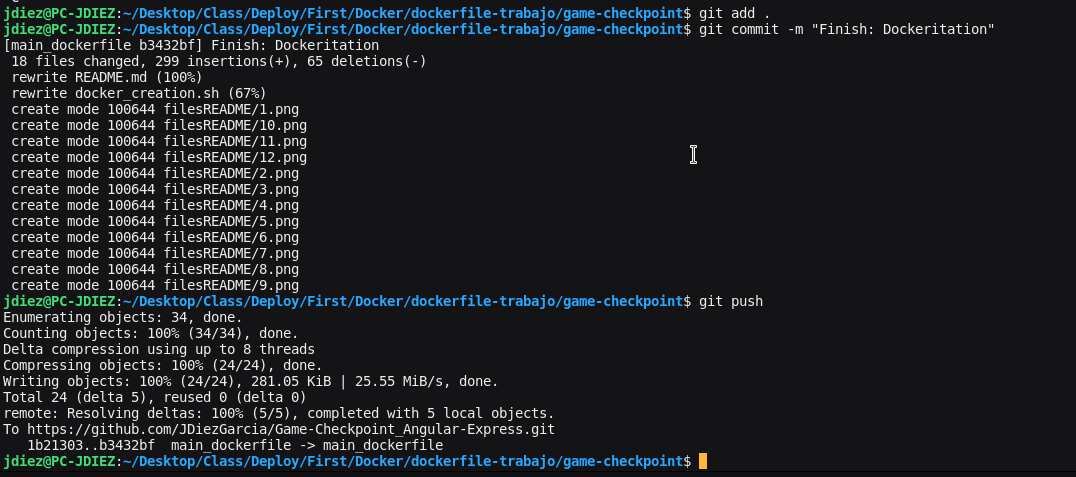 jdiez@PC-JDIEZ:~/Desktop/Class/Deploy/First/Docker/dockerfile-trabajo/game-checkpoint$ git add .
jdiez@PC-JDIEZ:~/Desktop/Class/Deploy/First/Docker/dockerfile-trabajo/game-checkpoint$ git commit -m "Finish: Dockeritation"
[main_dockerfile b3432bf] Finish: Dockeritation
 18 files changed, 299 insertions(+), 65 deletions(-)
 rewrite README.md (100%)
 rewrite docker_creation.sh (67%)
 create mode 100644 filesREADME/1.png
 create mode 100644 filesREADME/10.png
 create mode 100644 filesREADME/11.png
 create mode 100644 filesREADME/12.png
 create mode 100644 filesREADME/2.png
 create mode 100644 filesREADME/3.png
 create mode 100644 filesREADME/4.png
 create mode 100644 filesREADME/5.png
 create mode 100644 filesREADME/6.png
 create mode 100644 filesREADME/7.png
 create mode 100644 filesREADME/8.png
 create mode 100644 filesREADME/9.png
jdiez@PC-JDIEZ:~/Desktop/Class/Deploy/First/Docker/dockerfile-trabajo/game-checkpoint$ git push
Enumerating objects: 34, done.
Counting objects: 100% (34/34), done.
Delta compression using up to 8 threads
Compressing objects: 100% (24/24), done.
Writing objects: 100% (24/24), 281.05 KiB | 25.55 MiB/s, done.
Total 24 (delta 5), reused 0 (delta 0)
remote: Resolving deltas: 100% (5/5), completed with 5 local objects.
To https://github.com/JDiezGarcia/Game-Checkpoint_Angular-Express.git
   1b21303..b3432bf  main_dockerfile -> main_dockerfile
jdiez@PC-JDIEZ:~/Desktop/Class/Deploy/First/Docker/dockerfile-trabajo/game-checkpoint$